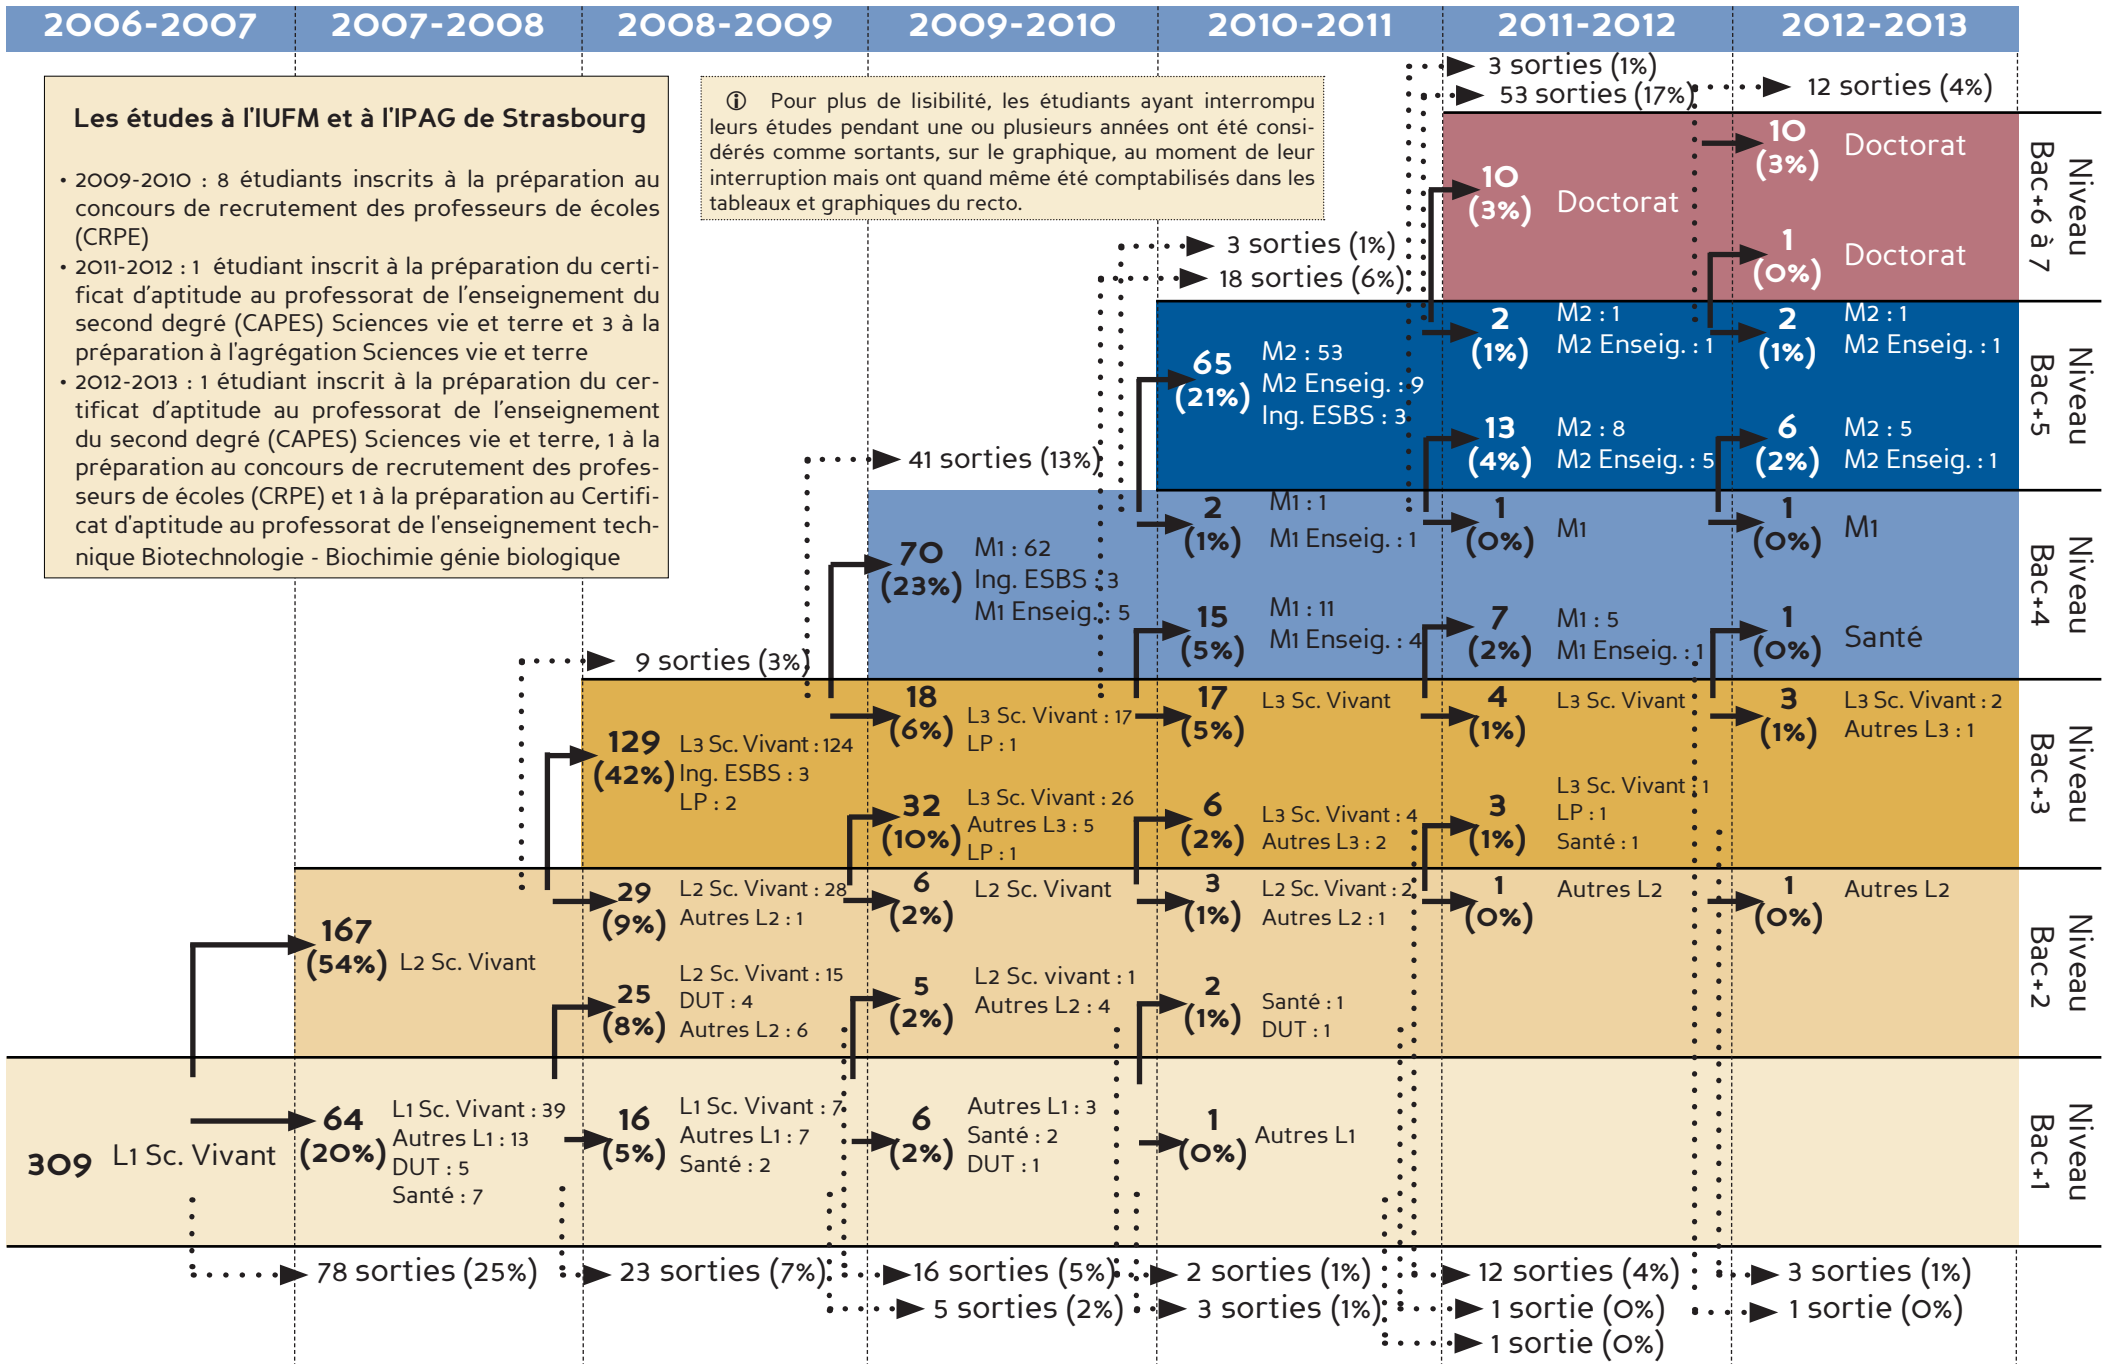 2006-2007 2007-2008 2008-2009 2009-2010 2010-2011 2011-2012 2012-2013
Les études à l'IUFM et à l'IPAG de Strasbourg
• 2009-2010 : 8 étudiants inscrits à la préparation au
concours de recrutement des professeurs de écoles
(CRPE)
• 2011-2012 : 1 étudiant inscrit à la préparation du certi-
ficat d'aptitude au professorat de l'enseignement du
second degré (CAPES) Sciences vie et terre et 3 à la
préparation à l'agrégation Sciences vie et terre
• 2012-2013 : 1 étudiant inscrit à la préparation du cer-
tificat d'aptitude au professorat de l'enseignement
du second degré (CAPES) Sciences vie et terre, 1 à la
préparation au concours de recrutement des profes-
seurs de écoles (CRPE) et 1 à la préparation au Certifi-
cat d'aptitude au professorat de l'enseignement tech-
nique Biotechnologie - Biochimie génie biologique
ⓘ Pour plus de lisibilité, les étudiants ayant interrompu
leurs études pendant une ou plusieurs années ont été consi-
dérés comme sortants, sur le graphique, au moment de leur
interruption mais ont quand même été comptabilisés dans les
tableaux et graphiques du recto.
309 L1 Sc. Vivant
167
(54%) L2 Sc. Vivant
64
(20%)
L1 Sc. Vivant : 39
Autres L1 : 13
DUT : 5
Santé : 7
78 sorties (25%)
9 sorties (3%)
129
(42%)
L3 Sc. Vivant : 124
Ing. ESBS : 3
LP : 2
29
(9%)
L2 Sc. Vivant : 28
Autres L2 : 1
25
(8%)
L2 Sc. Vivant : 15
DUT : 4
Autres L2 : 6
16
(5%)
L1 Sc. Vivant : 7
Autres L1 : 7
Santé : 2
23 sorties (7%)
41 sorties (13%)
70
(23%)
M1 : 62
Ing. ESBS : 3
M1 Enseig. : 5
18
(6%)
L3 Sc. Vivant : 17
LP : 1
32
(10%)
L3 Sc. Vivant : 26
Autres L3 : 5
LP : 1
6
(2%)
L2 Sc. Vivant
5
(2%)
L2 Sc. vivant : 1
Autres L2 : 4
6
(2%)
Autres L1 : 3
Santé : 2
DUT : 1
16 sorties (5%)
5 sorties (2%)
3 sorties (1%)
18 sorties (6%)
65
(21%)
M2 : 53
M2 Enseig. : 9
Ing. ESBS : 3
2
(1%)
M1 : 1
M1 Enseig. : 1
15
(5%)
M1 : 11
M1 Enseig. : 4
17
(5%)
L3 Sc. Vivant
6
(2%)
L3 Sc. Vivant : 4
Autres L3 : 2
3
(1%)
L2 Sc. Vivant : 2
Autres L2 : 1
2
(1%)
Santé : 1
DUT : 1
1
(0%)
Autres L1
2 sorties (1%)
3 sorties (1%)
3 sorties (1%)
53 sorties (17%)
10
(3%)
Doctorat
2
(1%)
M2 : 1
M2 Enseig. : 1
13
(4%)
M2 : 8
M2 Enseig. : 5
1
(0%)
M1
7
(2%)
M1 : 5
M1 Enseig. : 1
4
(1%)
L3 Sc. Vivant
3
(1%)
L3 Sc. Vivant : 1
LP : 1
Santé : 1
1
(0%)
Autres L2
12 sorties (4%)
1 sortie (0%)
1 sortie (0%)
12 sorties (4%)
10
(3%)
Doctorat
1
(0%)
Doctorat
2
(1%)
M2 : 1
M2 Enseig. : 1
6
(2%)
M2 : 5
M2 Enseig. : 1
1
(0%)
M1
1
(0%)
Santé
3
(1%)
L3 Sc. Vivant : 2
Autres L3 : 1
1
(0%)
Autres L2
3 sorties (1%)
1 sortie (0%)
Niveau
Bac+6 à 7
Niveau
Bac+5
Niveau
Bac+4
Niveau
Bac+3
Niveau
Bac+2
Niveau
Bac+1